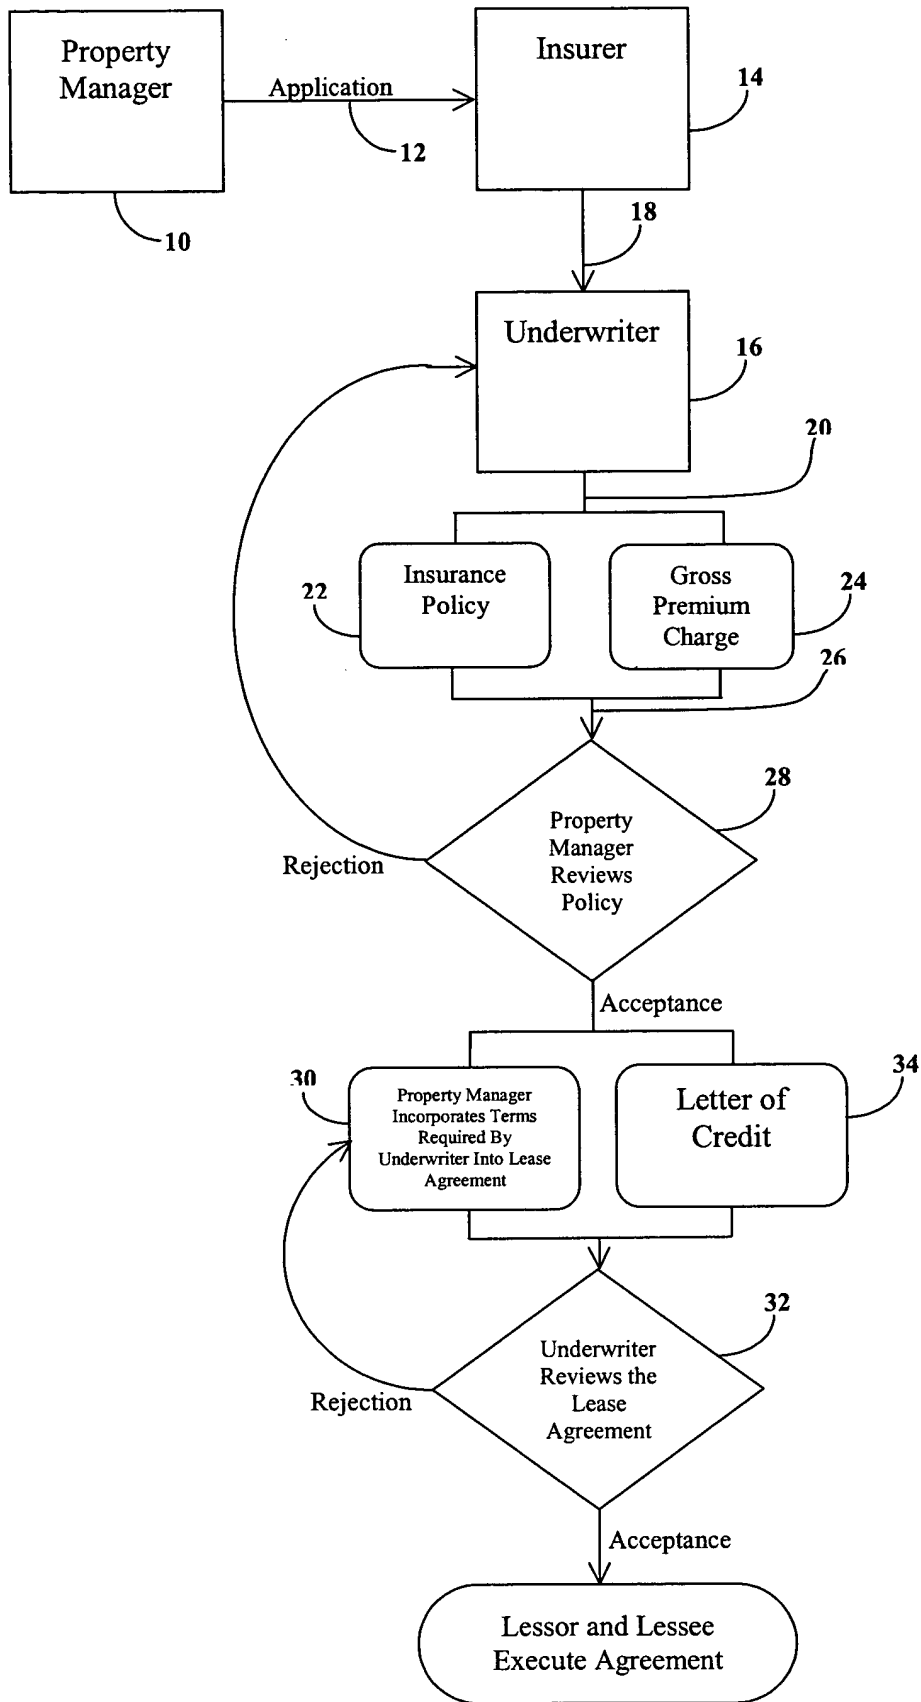 Property
Manager
Application
Insurer
14
12
10
18
Underwriter
16
20
Insurance
Policy
22
Gross
Premium
Charge
24
26
28
Property
Manager
Reviews
Policy
Rejection
Acceptance
30
Property Manager
Incorporates Terms
Required By
Underwriter Into Lease
Agreement
Letter of
Credit
34
32
Underwriter
Reviews the
Lease
Agreement
Rejection
Acceptance
Lessor and Lessee
Execute Agreement